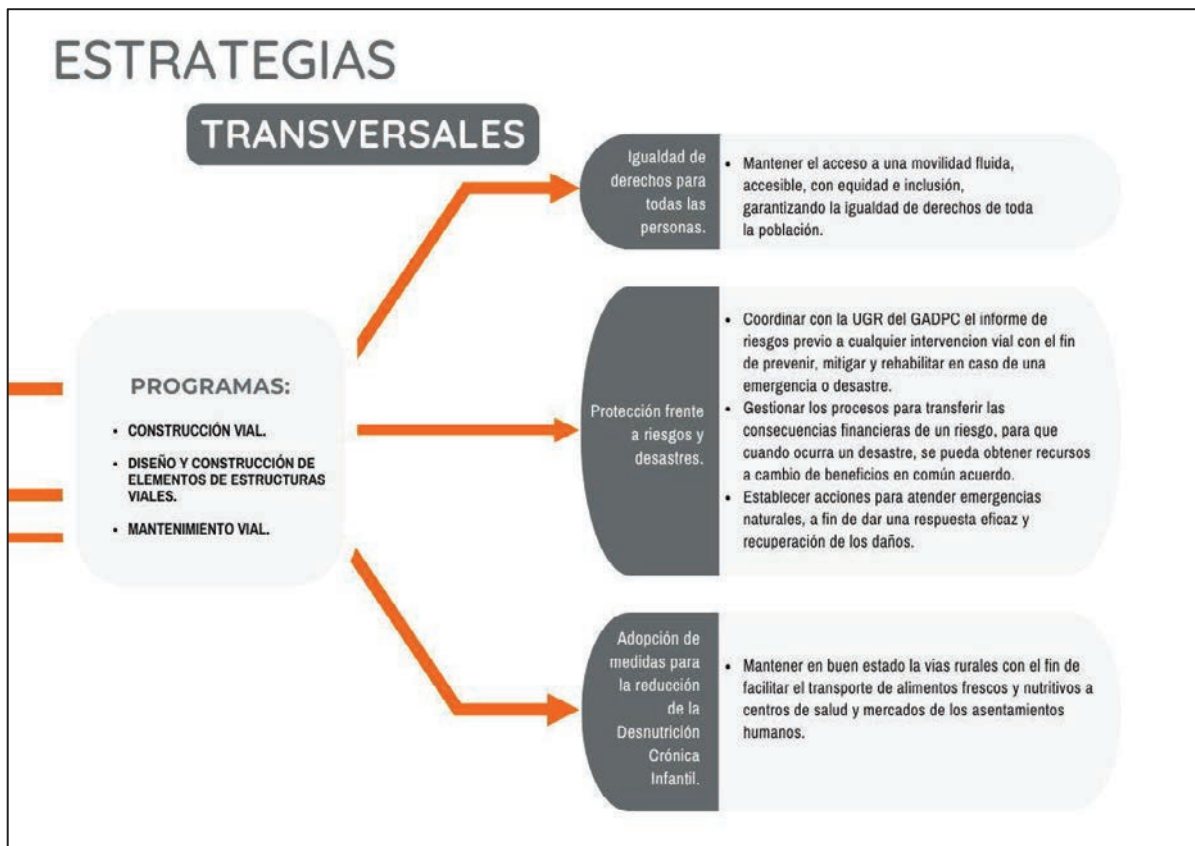 ESTRATEGIAS
TRANSVERSALES
PROGRAMAS:
• CONSTRUCCIÓN VIAL.
• DISEÑO Y CONSTRUCCIÓN DE
ELEMENTOS DE ESTRUCTURAS
VIALES.
• MANTENIMIENTO VIAL.
Igualdad de
derechos para
todas las
personas.
• Mantener el acceso a una movilidad fluida,
accesible, con equidad e inclusión,
garantizando la igualdad de derechos de toda
la población.
Protección frente
a riesgos y
desastres.
• Coordinar con la UGR del GADPC el informe de
riesgos previo a cualquier intervencion vial con el fin
de prevenir, mitigar y rehabilitar en caso de una
emergencia o desastre.
• Gestionar los procesos para transferir las
consecuencias financieras de un riesgo, para que
cuando ocurra un desastre, se pueda obtener recursos
a cambio de beneficios en común acuerdo.
• Establecer acciones para atender emergencias
naturales, a fin de dar una respuesta eficaz y
recuperación de los daños.
Adopción de
medidas para
la reducción
de la
Desnutrición
Crónica
Infantil.
• Mantener en buen estado la vias rurales con el fin de
facilitar el transporte de alimentos frescos y nutritivos a
centros de salud y mercados de los asentamientos
humanos.